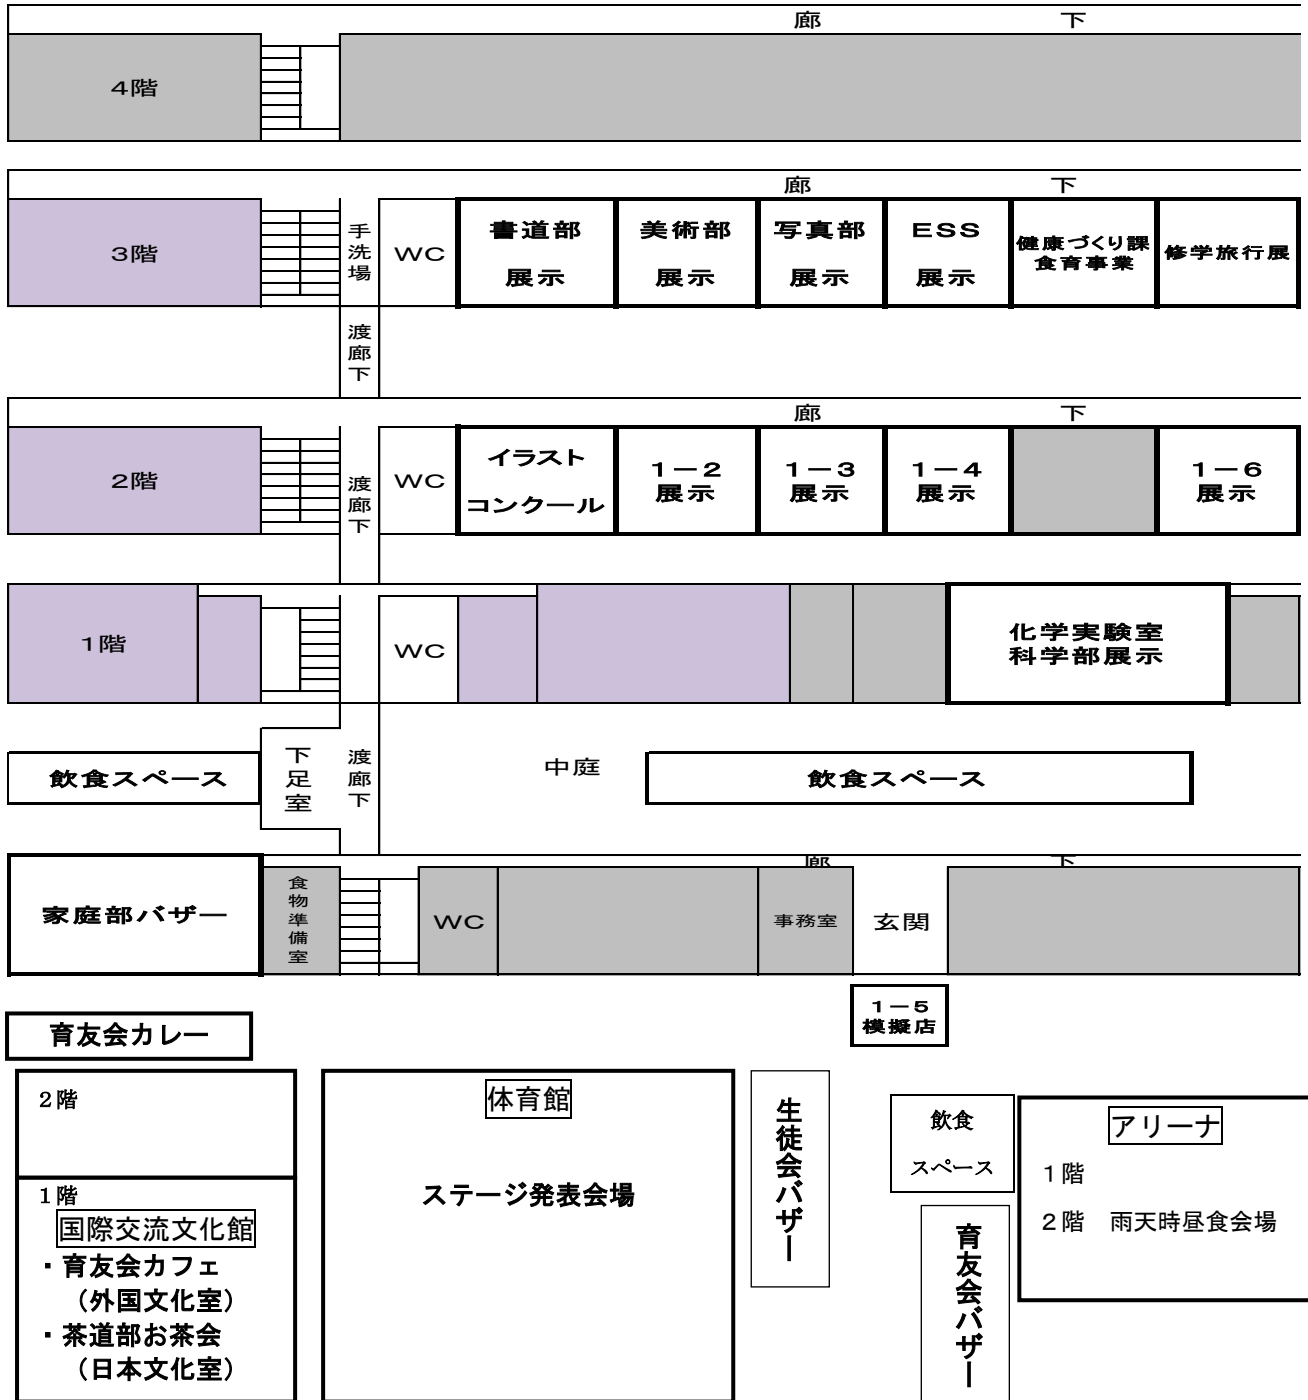 廊　下
４階
廊　下
３階
手洗場
WC
書道部
展示
美術部
展示
写真部
展示
ESS
展示
健康づくり課
食育事業
修学旅行展
渡廊下
廊　下
２階
渡廊下
WC
イラスト
コンクール
１－２
展示
１－３
展示
１－４
展示
１－６
展示
１階
WC
化学実験室
科学部展示
飲食スペース
下足室
渡廊下
中庭
飲食スペース
廊　下
家庭部バザー
食物準備室
WC
事務室
玄関
１－５
模擬店
育友会カレー
２階
１階
国際交流文化館
・育友会カフェ
（外国文化室）
・茶道部お茶会
（日本文化室）
体育館
ステージ発表会場
生徒会バザー
飲食
スペース
育友会バザー
アリーナ
１階
２階　雨天時昼食会場